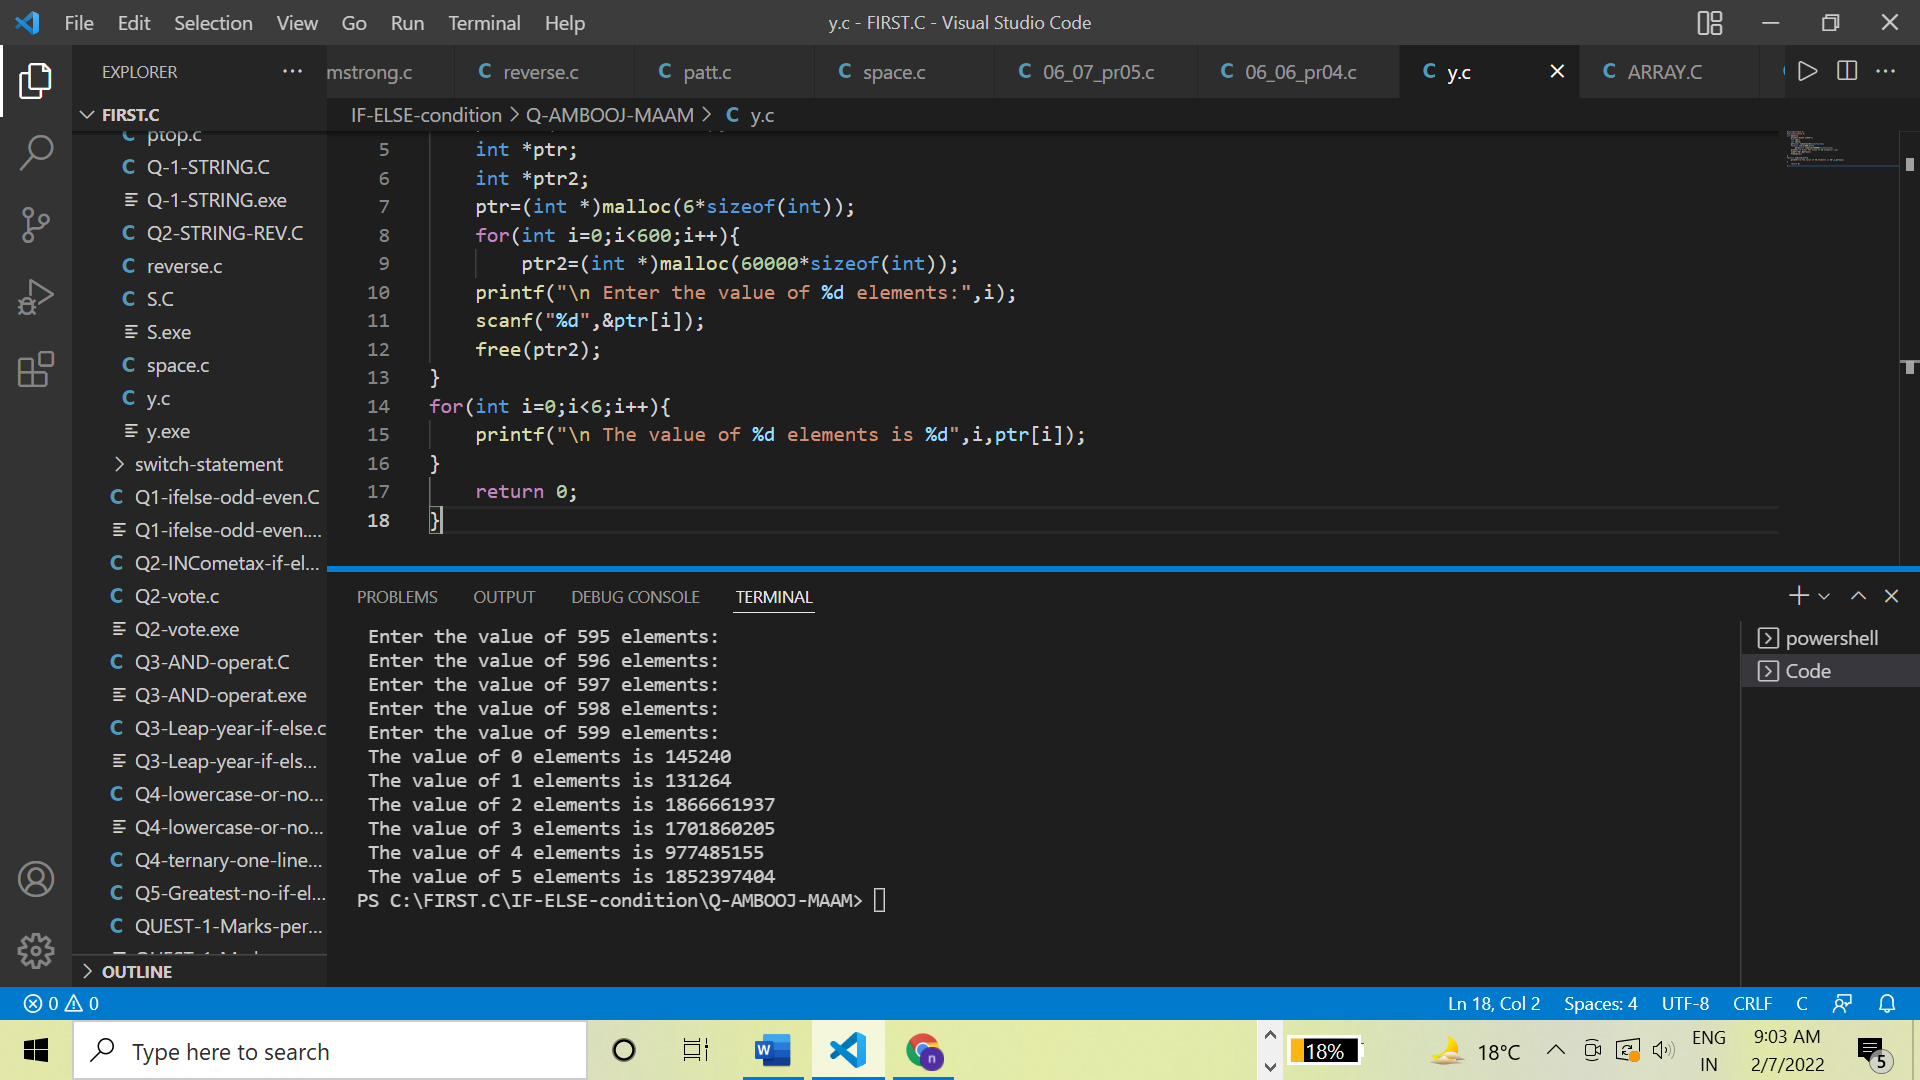 File Edit Selection View Go Run Terminal Help
y.c - FIRST.C - Visual Studio Code
EXPLORER
mstrong.c reverse.c patt.c space.c 06_07_pr05.c 06_06_pr04.c y.c ARRAY.C
FIRST.C
IF-ELSE-condition > Q-AMBOOJ-MAAM > C y.c
ptop.c
Q-1-STRING.C
Q-1-STRING.exe
Q2-STRING-REV.C
reverse.c
S.C
S.exe
space.c
y.c
y.exe
switch-statement
Q1-ifelse-odd-even.C
Q1-ifelse-odd-even....
Q2-INCometax-if-el...
Q2-vote.c
Q2-vote.exe
Q3-AND-operat.C
Q3-AND-operat.exe
Q3-Leap-year-if-else.c
Q3-Leap-year-if-els...
Q4-lowercase-or-no...
Q4-lowercase-or-no...
Q4-ternary-one-line...
Q5-Greatest-no-if-el...
QUEST-1-Marks-per...
OUTLINE
5 int *ptr;
6 int *ptr2;
7 ptr=(int *)malloc(6*sizeof(int));
8 for(int i=0;i<600;i++){
9 ptr2=(int *)malloc(60000*sizeof(int));
10 printf("\n Enter the value of %d elements:",i);
11 scanf("%d",&ptr[i]);
12 free(ptr2);
13 }
14 for(int i=0;i<6;i++){
15 printf("\n The value of %d elements is %d",i,ptr[i]);
16 }
17 return 0;
18 }
PROBLEMS OUTPUT DEBUG CONSOLE TERMINAL
Enter the value of 595 elements:
Enter the value of 596 elements:
Enter the value of 597 elements:
Enter the value of 598 elements:
Enter the value of 599 elements:
The value of 0 elements is 145240
The value of 1 elements is 131264
The value of 2 elements is 1866661937
The value of 3 elements is 1701860205
The value of 4 elements is 977485155
The value of 5 elements is 1852397404
PS C:\FIRST.C\IF-ELSE-condition\Q-AMBOOJ-MAAM>
powershell
Code
0 0
Ln 18, Col 2 Spaces: 4 UTF-8 CRLF C
Type here to search
18%
18°C
ENG
IN
9:03 AM
2/7/2022
5